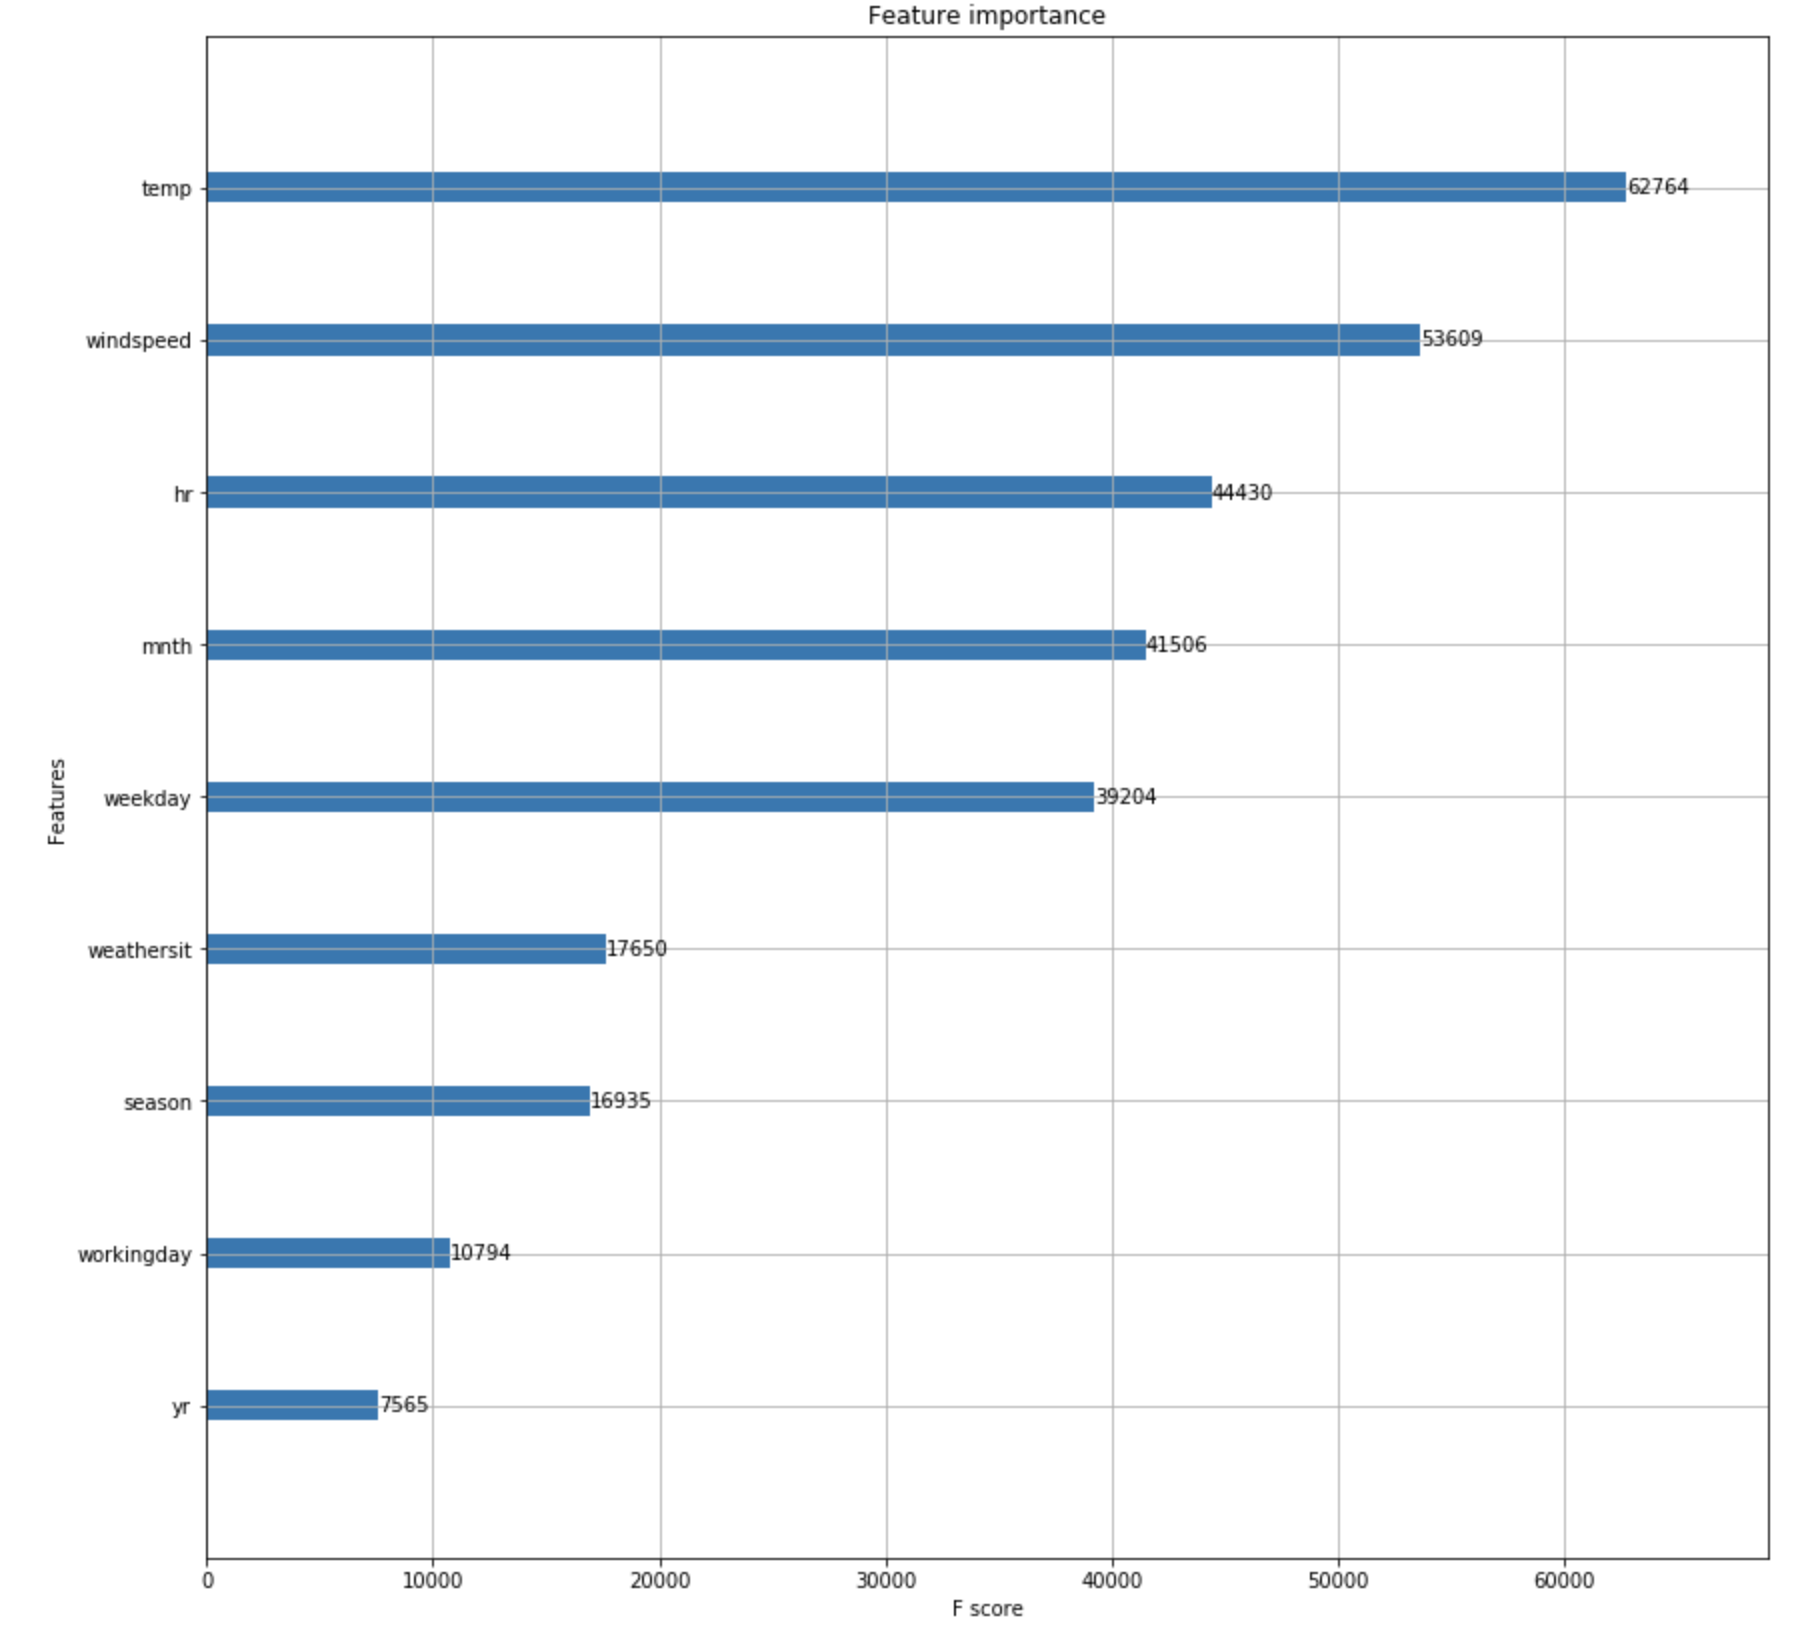 Feature importance
temp 62764
windspeed 53609
hr 44430
mnth 41506
weekday 39204
weathersit 17650
season 16935
workingday 10794
yr 7565
Features
0 10000 20000 30000 40000 50000 60000
F score